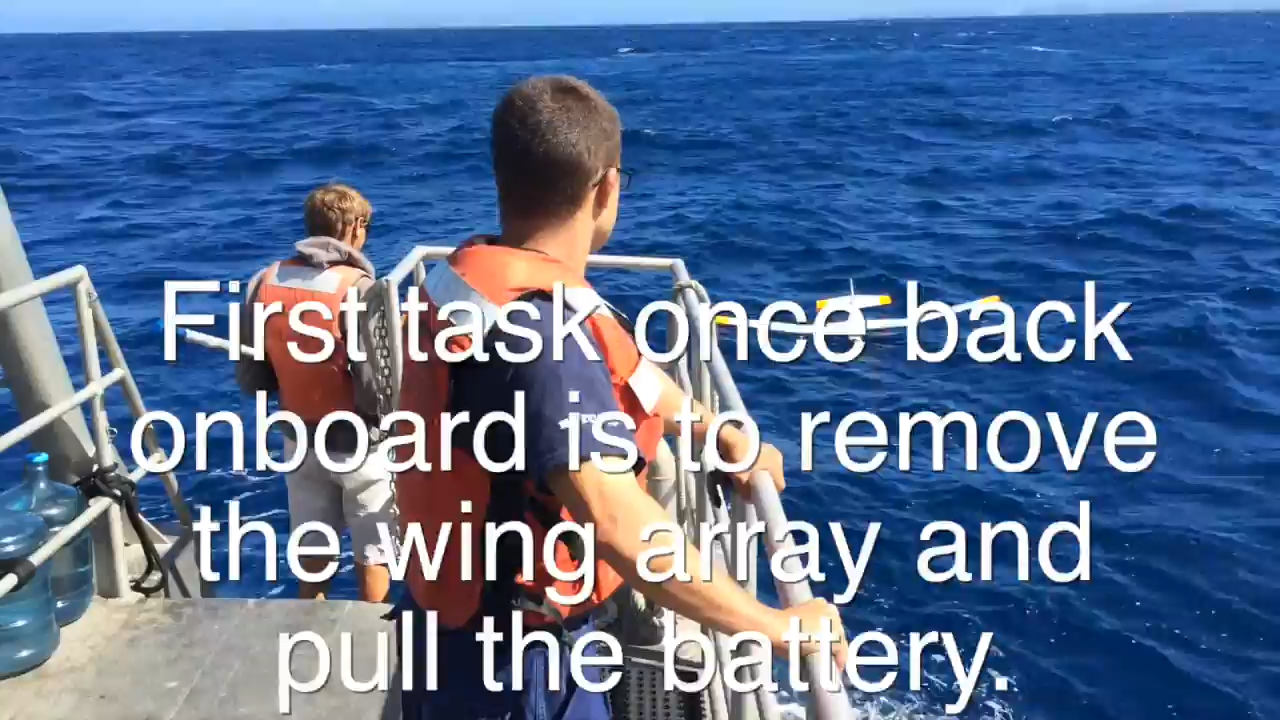 First task once back
onboard is to remove
the wing array and
pull the battery.